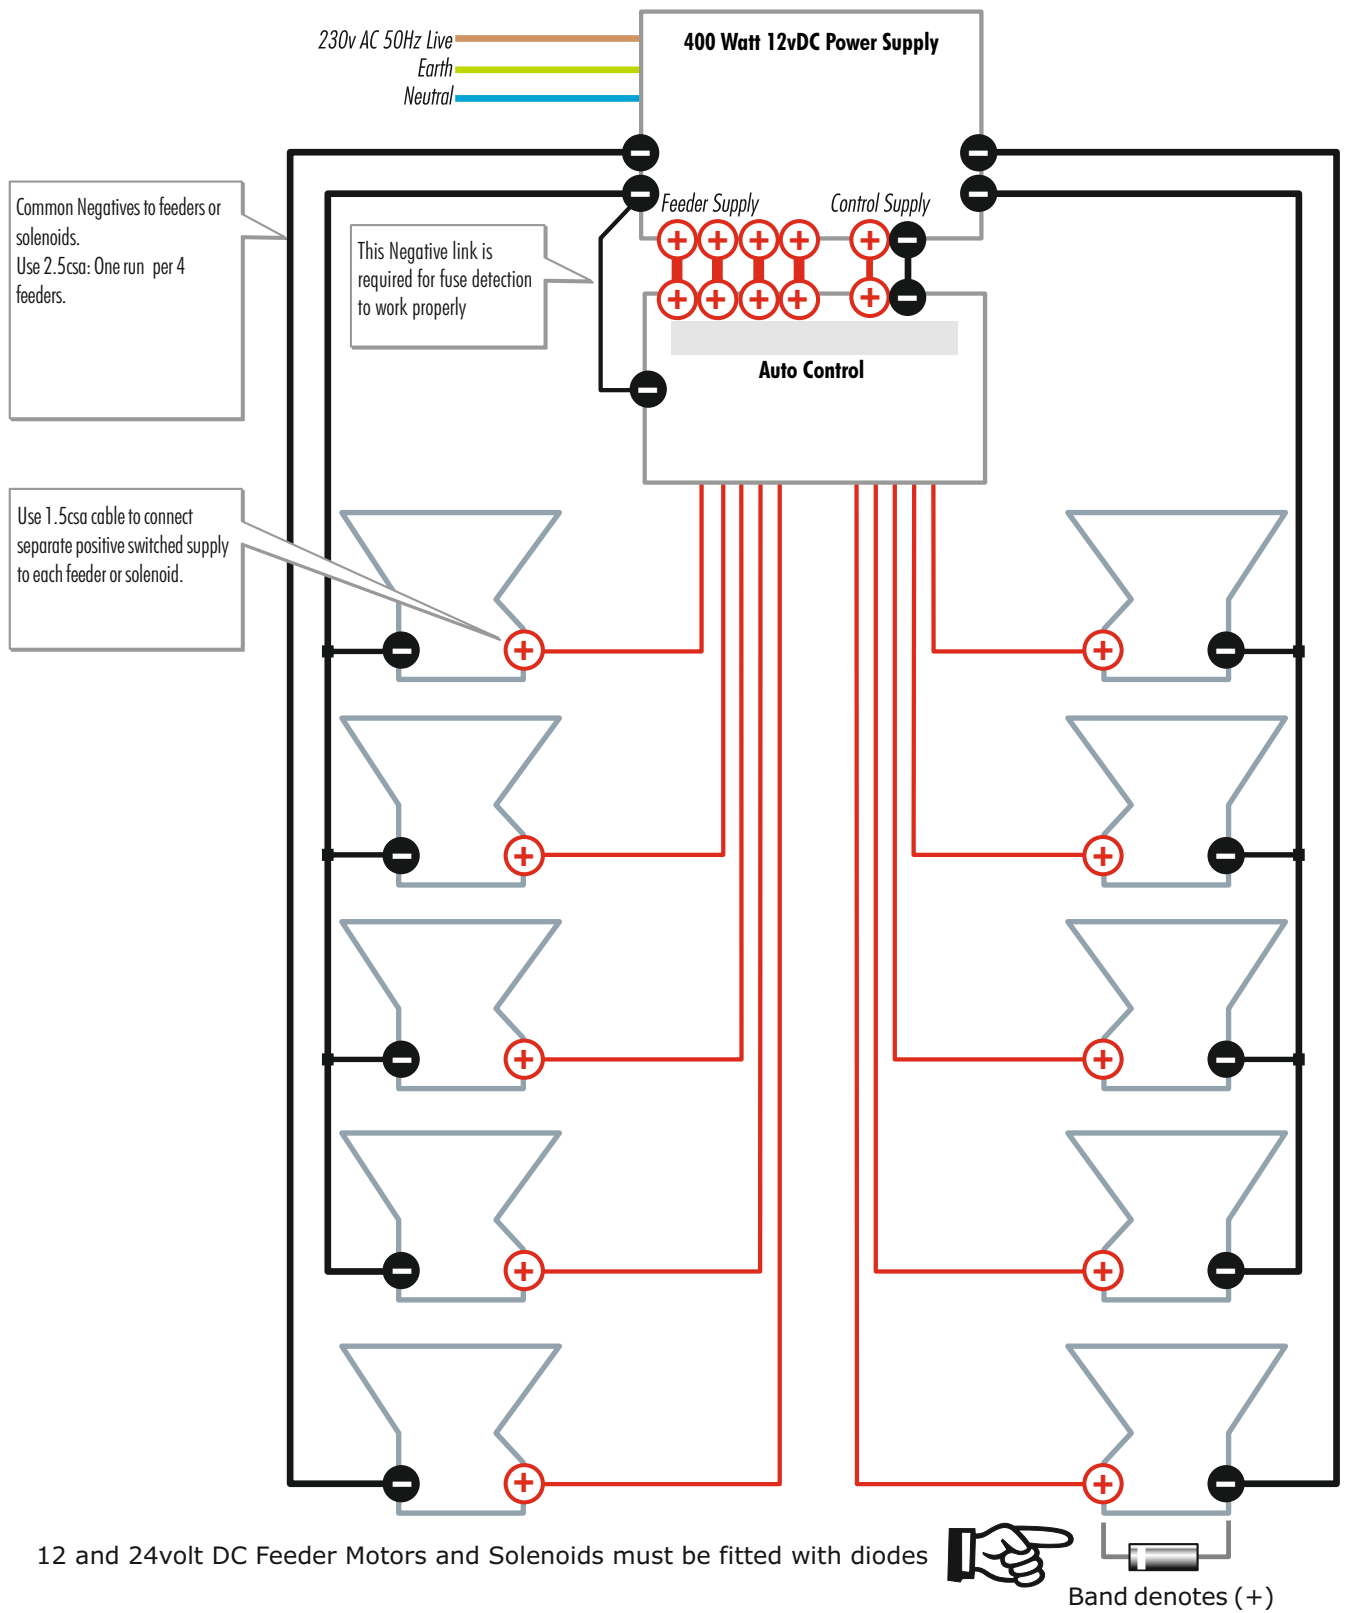 230v AC 50Hz Live
Earth
Neutral
400 Watt 12vDC Power Supply
Feeder Supply
Control Supply
Common Negatives to feeders or
solenoids.
Use 2.5csa: One run per 4
feeders.
This Negative link is
required for fuse detection
to work properly
Auto Control
Use 1.5csa cable to connect
separate positive switched supply
to each feeder or solenoid.
12 and 24volt DC Feeder Motors and Solenoids must be fitted with diodes
Band denotes (+)